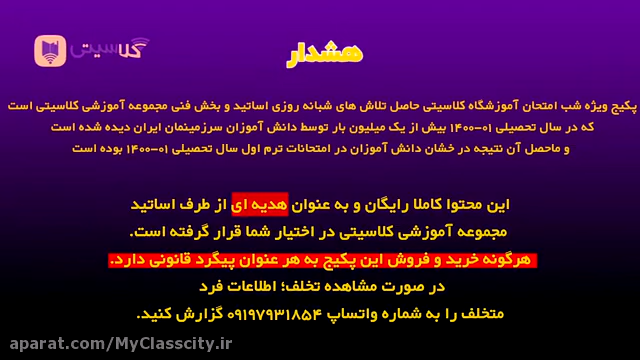 کلاسیتی
هشدار
پکیج ویژه شب امتحان آموزشگاه کلاسیتی حاصل تلاش های شبانه روزی اساتید و بخش فنی مجموعه آموزشی کلاسیتی است
که در سال تحصیلی ۰۱-۱۴۰۰ بیش از یک میلیون بار توسط دانش آموزان سرزمینمان ایران دیده شده است
و ماحصل آن نتیجه در خشان دانش آموزان در امتحانات ترم اول سال تحصیلی ۰۱-۱۴۰۰ بوده است
این محتوا کاملا رایگان و به عنوان هدیه ای از طرف اساتید
مجموعه آموزشی کلاسیتی در اختیار شما قرار گرفته است.
هرگونه خرید و فروش این پکیج به هر عنوان پیگرد قانونی دارد.
در صورت مشاهده تخلف؛ اطلاعات فرد
متخلف را به شماره واتساپ ۰۹۱۹۷۹۳۱۸۵۴ گزارش کنید.
aparat.com/MyClasscity.ir